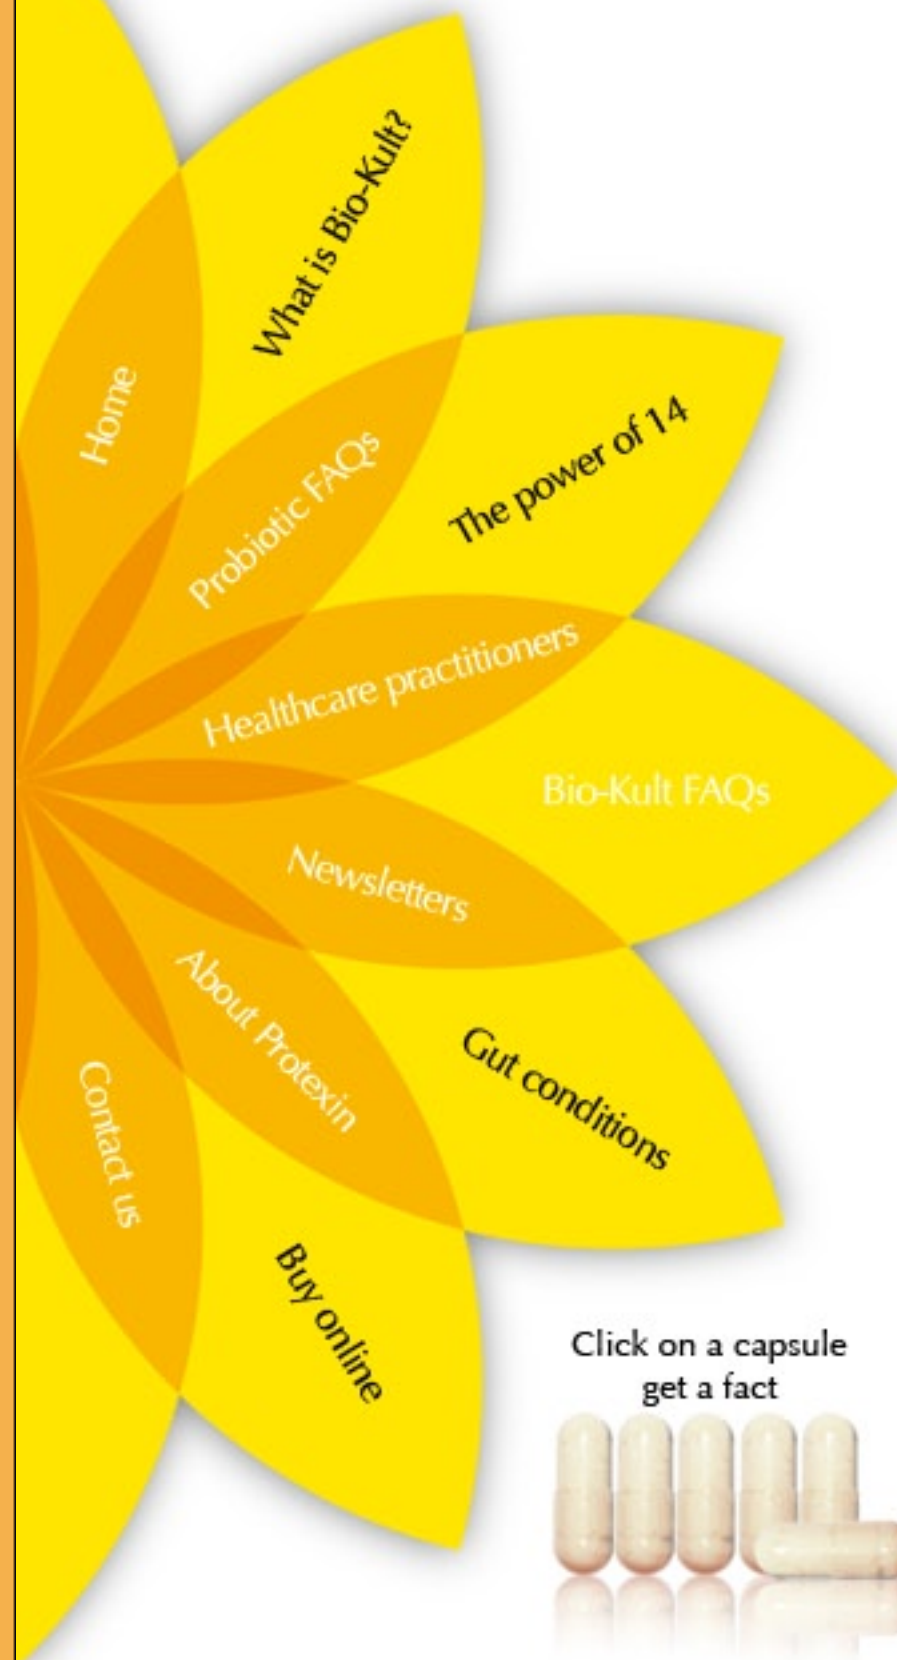 What is Bio-Kult?
Home
The power of 14
Probiotic FAQs
Healthcare practitioners
Bio-Kult FAQs
Newsletters
About Protexin
Gut conditions
Contact us
Buy online
Click on a capsule
get a fact